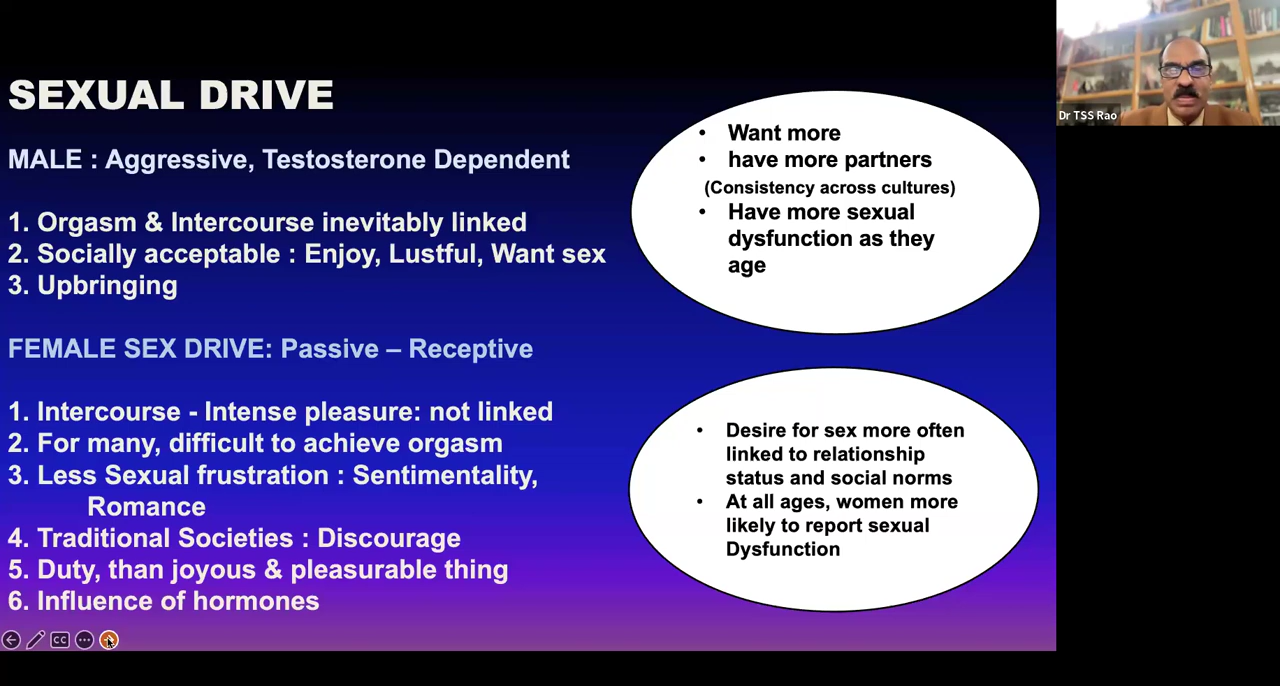 SEXUAL DRIVE
MALE : Aggressive, Testosterone Dependent
1. Orgasm & Intercourse inevitably linked
2. Socially acceptable : Enjoy, Lustful, Want sex
3. Upbringing
FEMALE SEX DRIVE: Passive – Receptive
1. Intercourse - Intense pleasure: not linked
2. For many, difficult to achieve orgasm
3. Less Sexual frustration : Sentimentality,
Romance
4. Traditional Societies : Discourage
5. Duty, than joyous & pleasurable thing
6. Influence of hormones
• Want more
• have more partners
(Consistency across cultures)
• Have more sexual
dysfunction as they
age
• Desire for sex more often
linked to relationship
status and social norms
• At all ages, women more
likely to report sexual
Dysfunction
CC
Dr TSS Rao